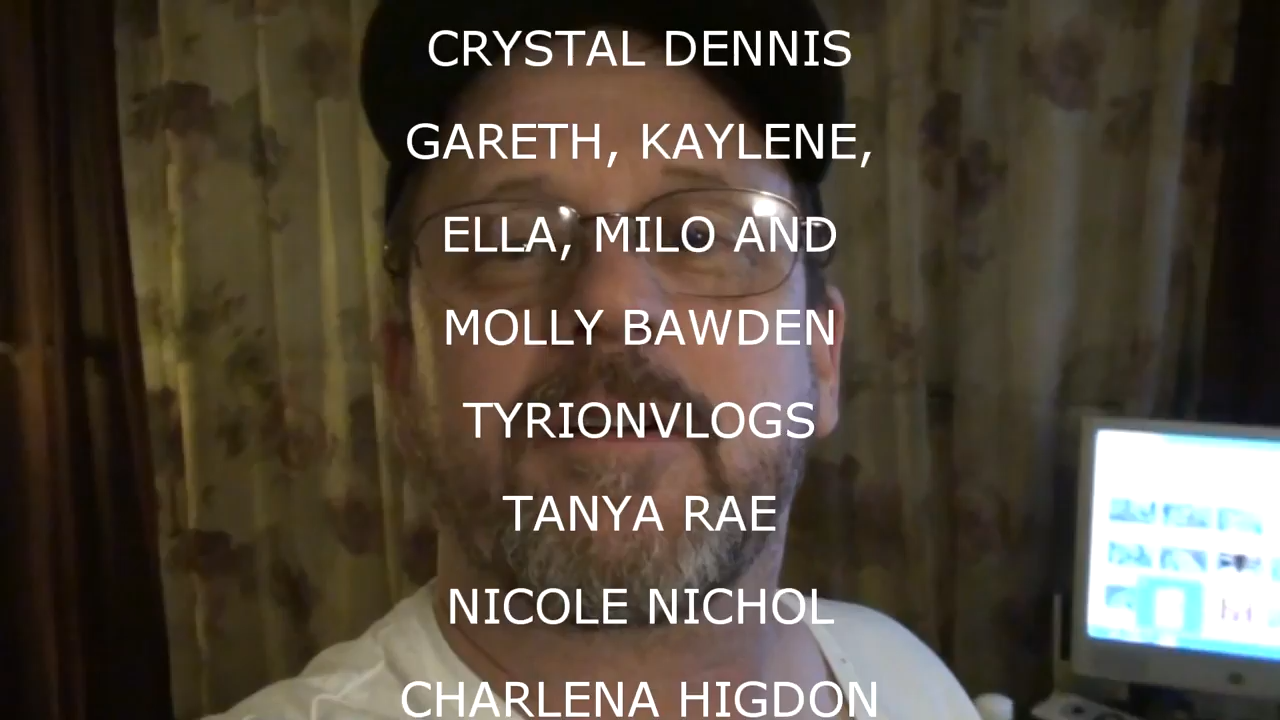 CRYSTAL DENNIS
GARETH, KAYLENE,
ELLA, MILO AND
MOLLY BAWDEN
TYRIONVLOGS
TANYA RAE
NICOLE NICHOL
CHARLENA HIGDON